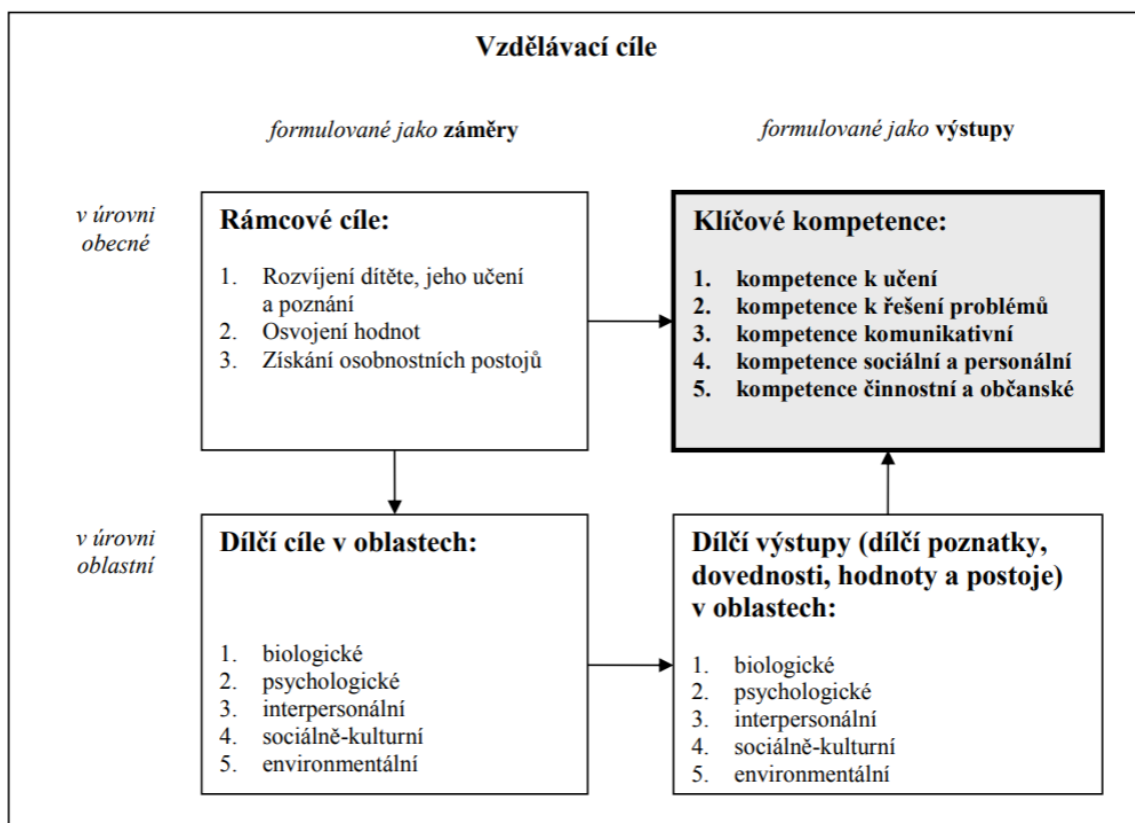 Vzdělávací cíle
formulované jako záměry
formulované jako výstupy
v úrovni
obecné
Rámcové cíle:
1. Rozvíjení dítěte, jeho učení
a poznání
2. Osvojení hodnot
3. Získání osobnostních postojů
Klíčové kompetence:
1. kompetence k učení
2. kompetence k řešení problémů
3. kompetence komunikativní
4. kompetence sociální a personální
5. kompetence činnostní a občanské
v úrovni
oblastní
Dílčí cíle v oblastech:
1. biologické
2. psychologické
3. interpersonální
4. sociálně-kulturní
5. environmentální
Dílčí výstupy (dílčí poznatky,
dovednosti, hodnoty a postoje)
v oblastech:
1. biologické
2. psychologické
3. interpersonální
4. sociálně-kulturní
5. environmentální